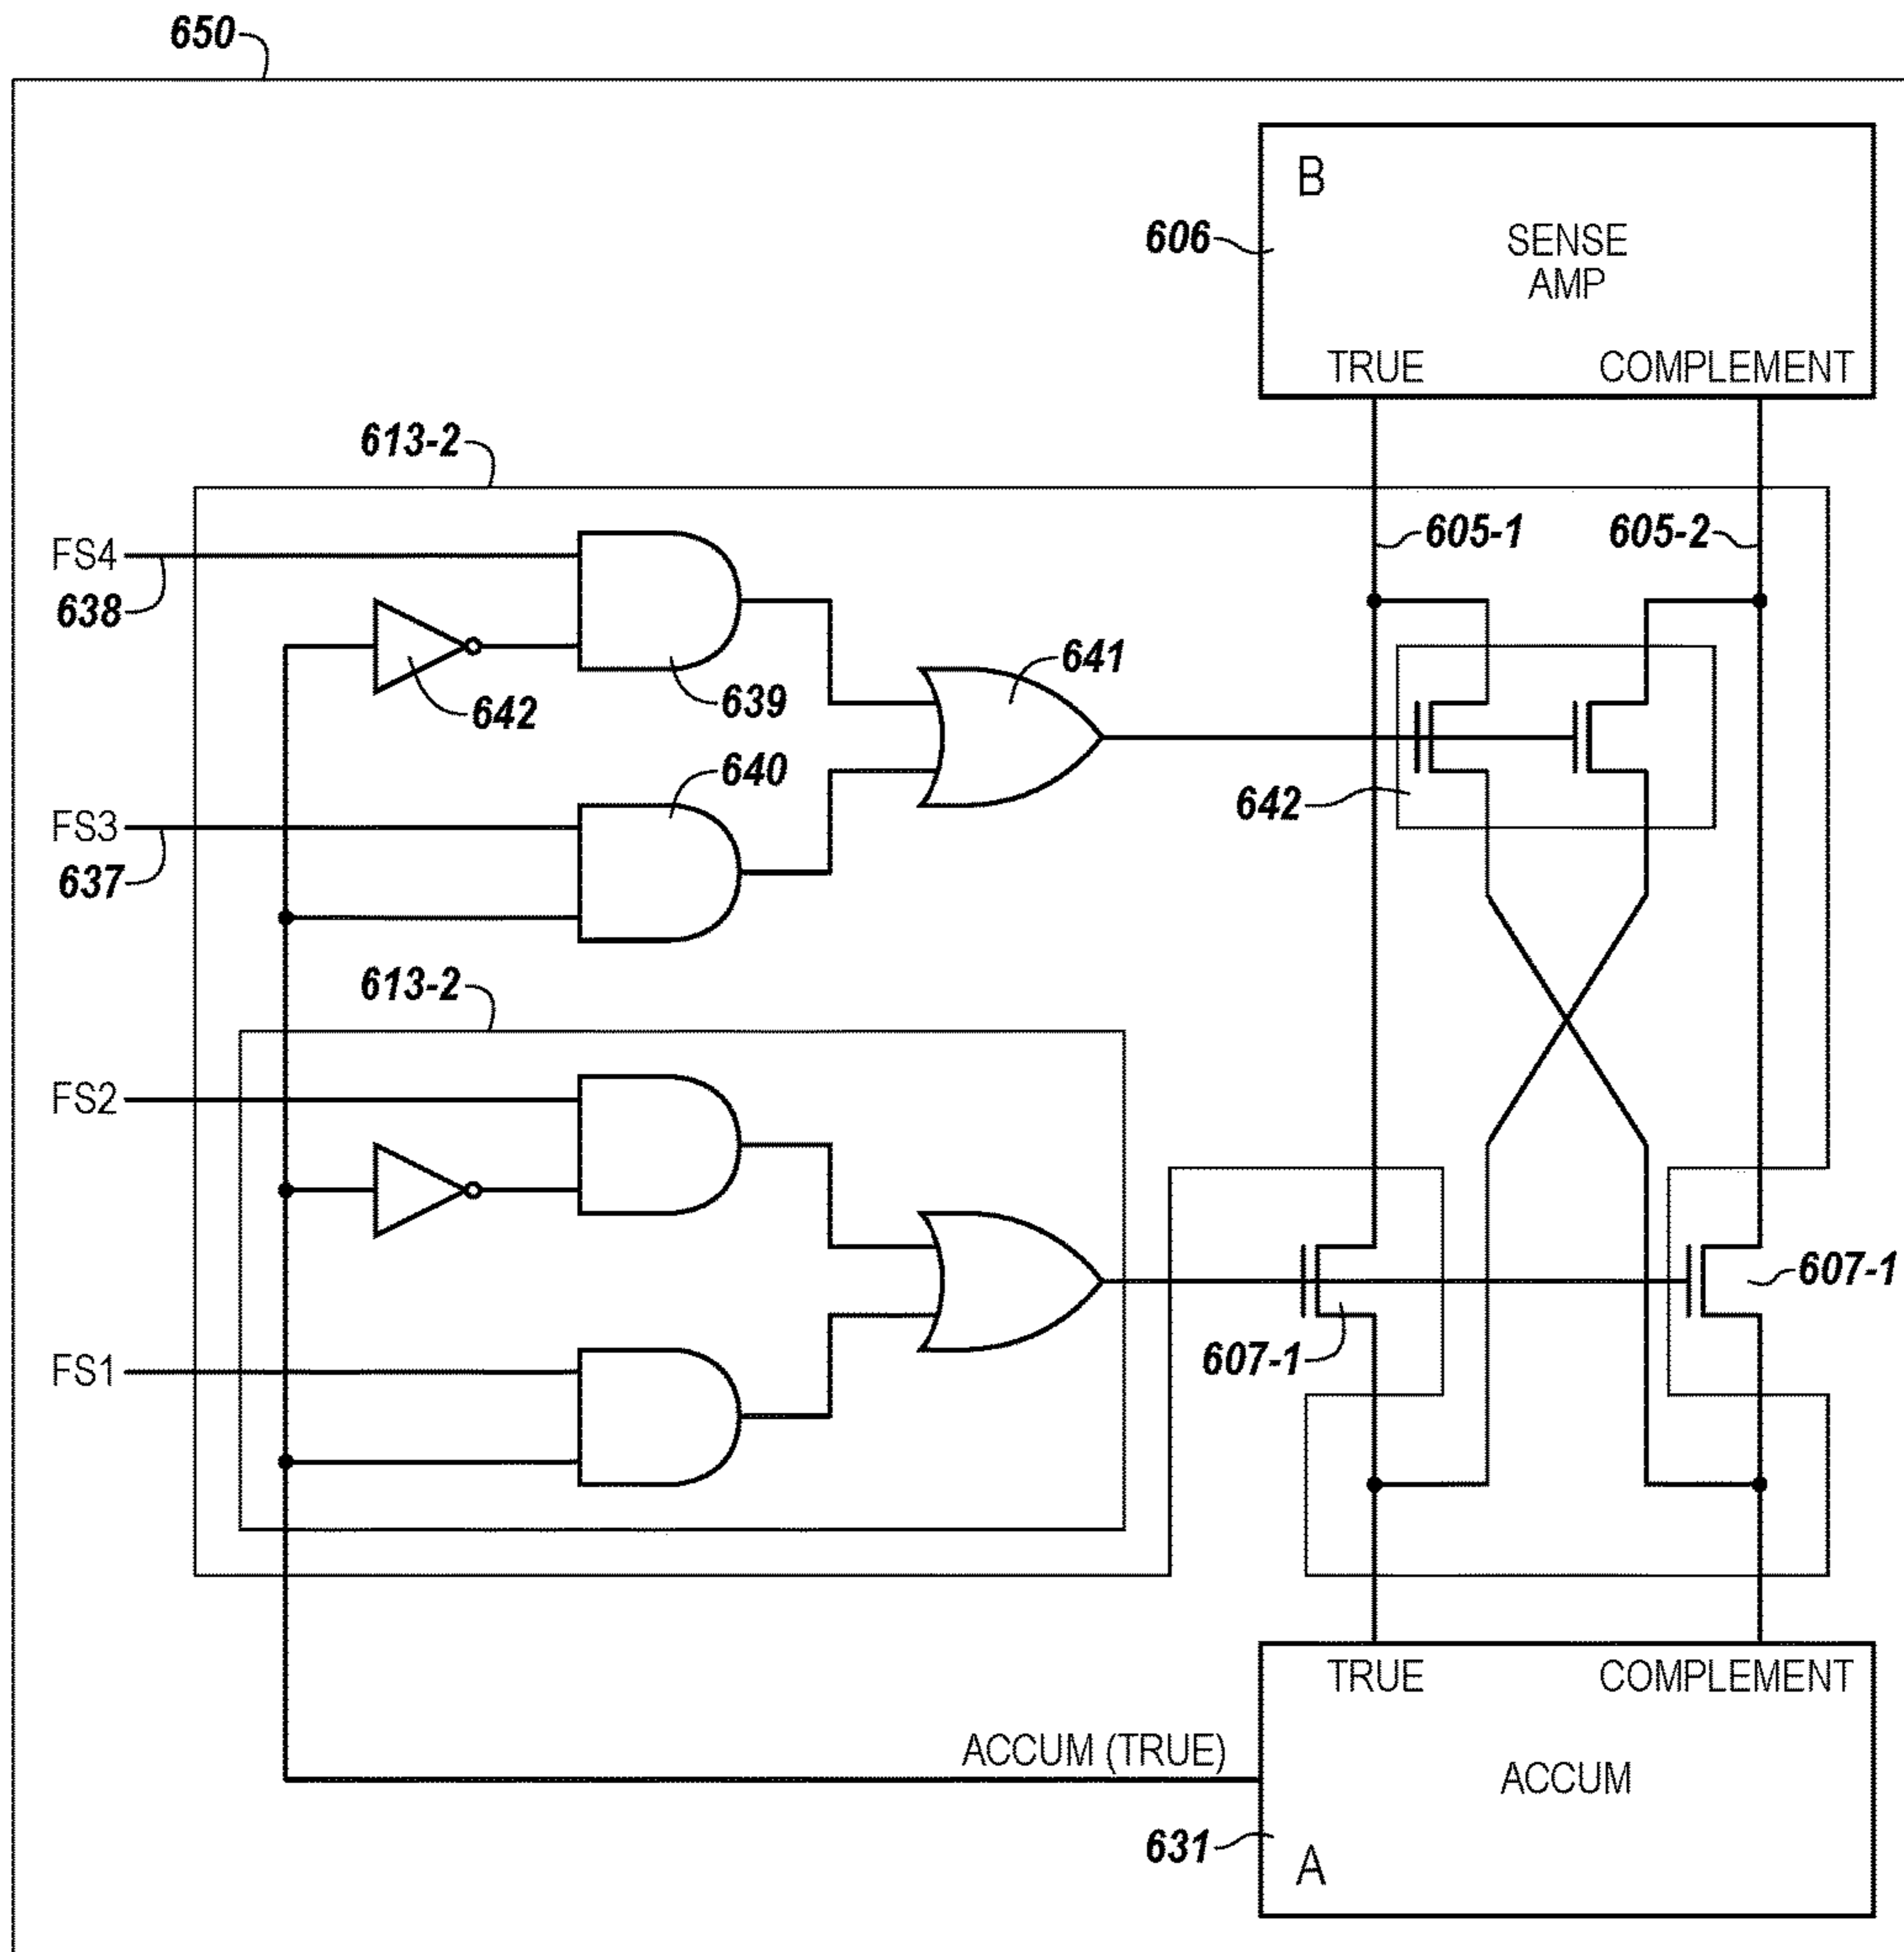 650
B
606
SENSE
AMP
TRUE COMPLEMENT
613-2
FS4
638
605-1 605-2
642
639
641
640
642
FS3
637
613-2
FS2
607-1
FS1
607-1
TRUE COMPLEMENT
ACCUM (TRUE)
ACCUM
631
A